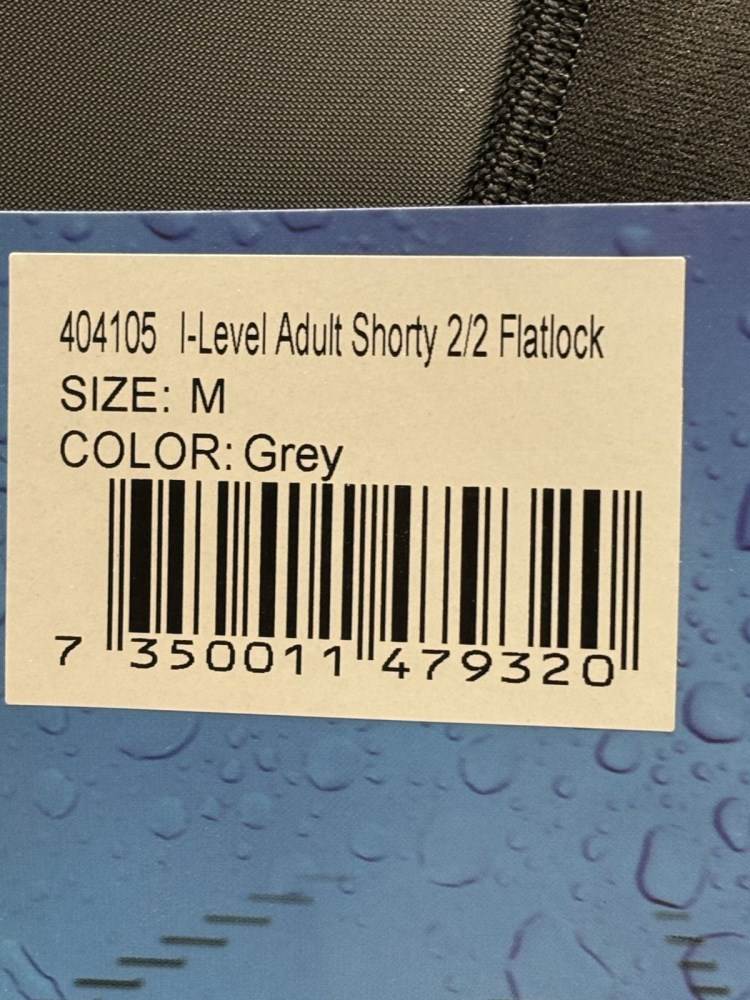 404105 I-Level Adult Shorty 2/2 Flatlock
SIZE: M
COLOR: Grey
7 350011 479320